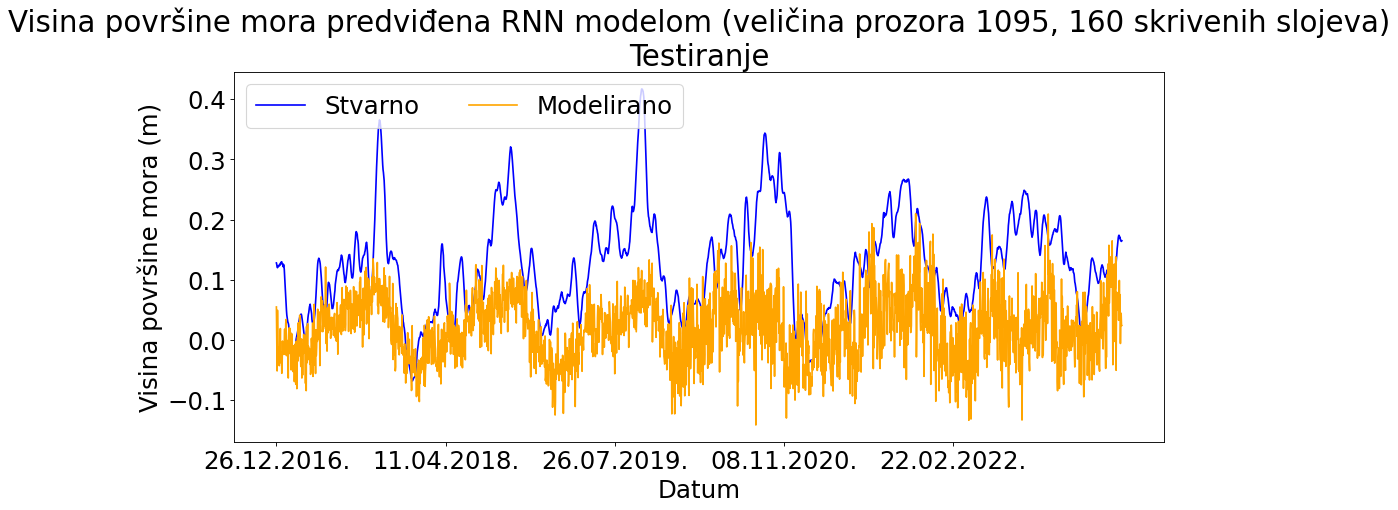 Visina površine mora predviđena RNN modelom (veličina prozora 1095, 160 skrivenih slojeva)
Testiranje
Stvarno Modelirano
Visina površine mora (m)
0.4
0.3
0.2
0.1
0.0
−0.1
26.12.2016. 11.04.2018. 26.07.2019. 08.11.2020. 22.02.2022.
Datum